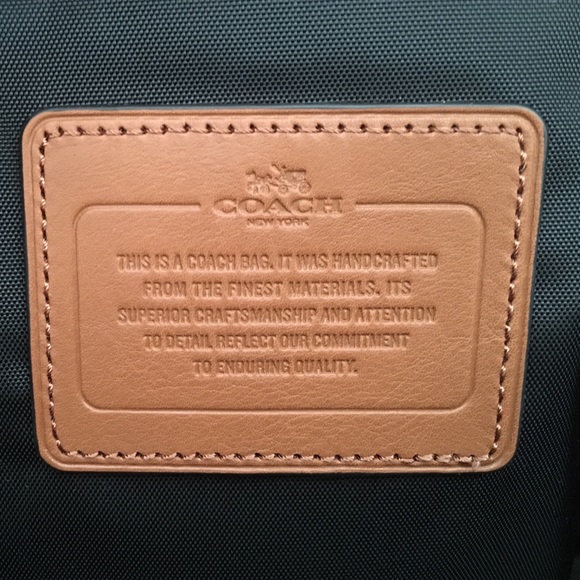 COACH
NEW YORK
THIS IS A COACH BAG. IT WAS HANDCRAFTED
FROM THE FINEST MATERIALS. ITS
SUPERIOR CRAFTSMANSHIP AND ATTENTION
TO DETAIL REFLECT OUR COMMITMENT
TO ENDURING QUALITY.